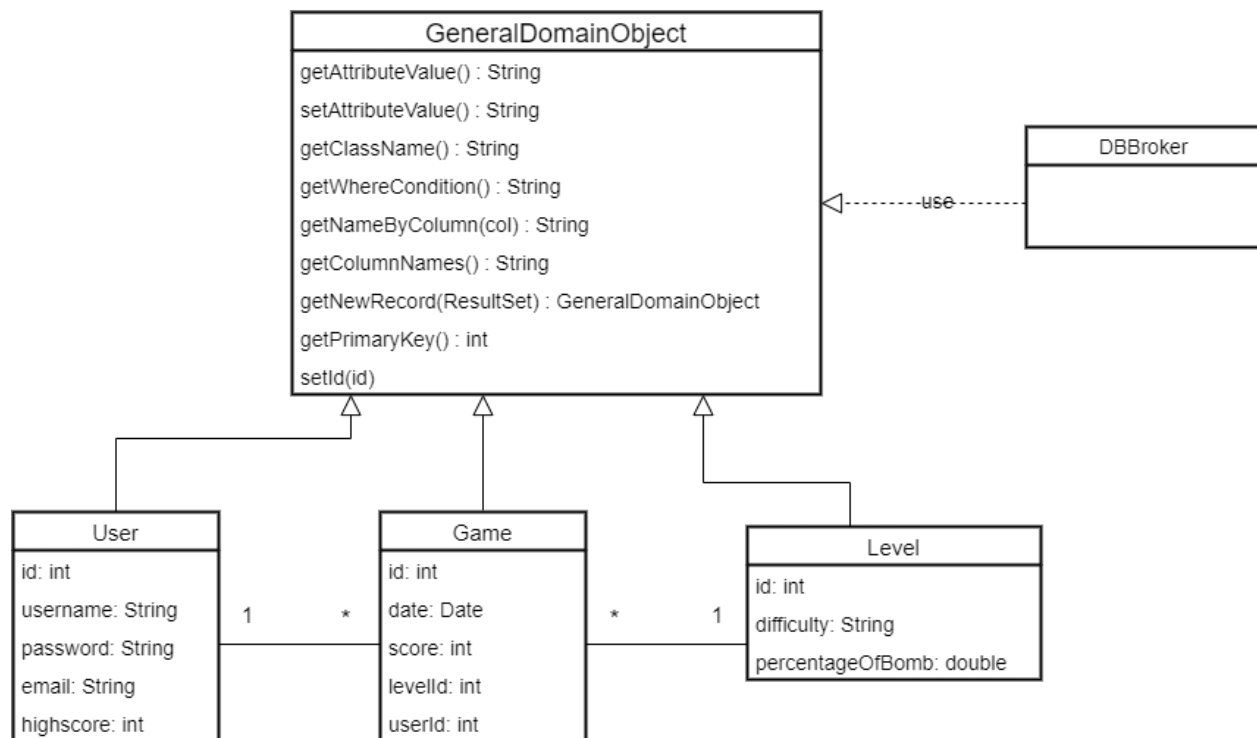 GeneralDomainObject
getAttributeValue() : String
setAttributeValue() : String
getClassName() : String
getWhereCondition() : String
getNameByColumn(col) : String
getColumnNames() : String
getNewRecord(ResultSet) : GeneralDomainObject
getPrimaryKey() : int
setId(id)
DBBroker
use
User
id: int
username: String
password: String
email: String
highscore: int
1
*
Game
id: int
date: Date
score: int
levelId: int
userId: int
*
1
Level
id: int
difficulty: String
percentageOfBomb: double